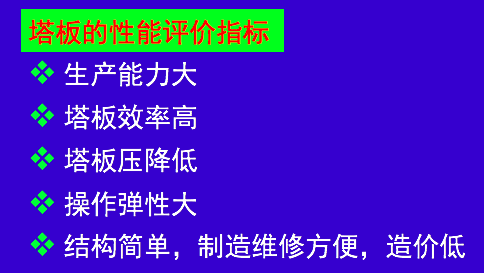 塔板的性能评价指标
生产能力大
塔板效率高
塔板压降低
操作弹性大
结构简单，制造维修方便，造价低